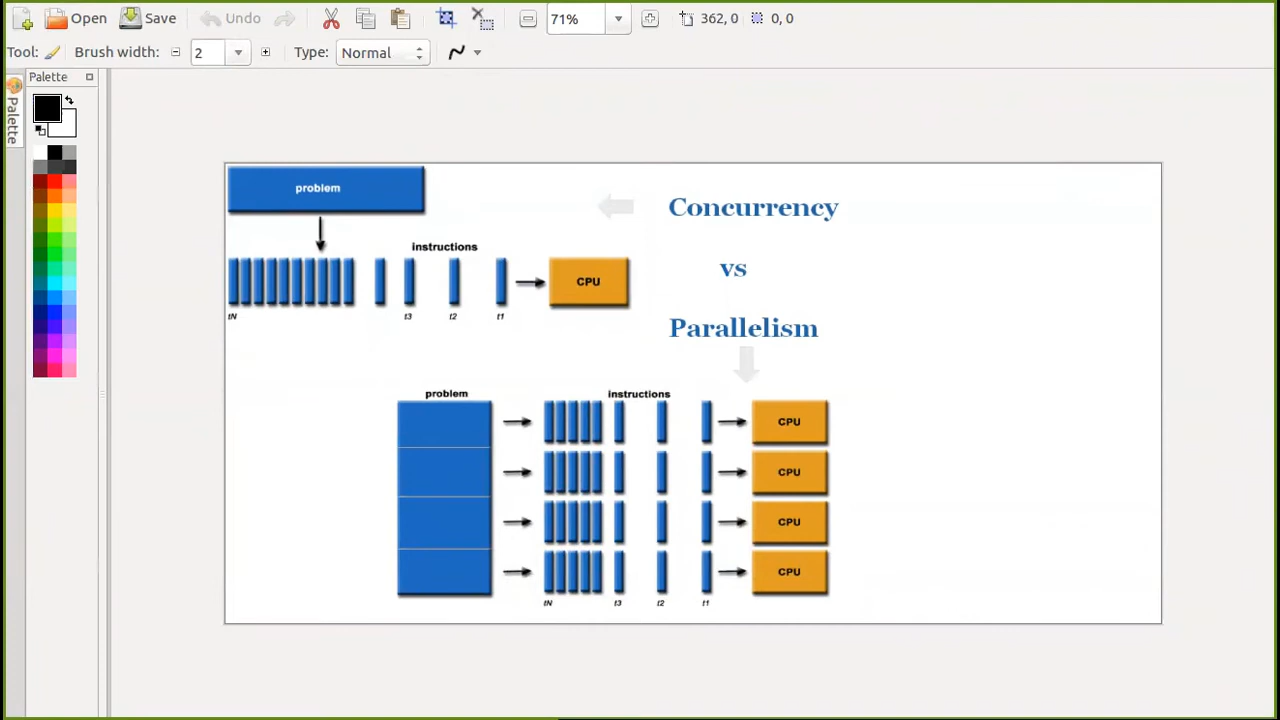 Open Save Undo 71% 362, 0 0, 0
Tool: Brush width: 2 Type: Normal
Palette
Palette
problem
Concurrency
instructions
vs
CPU
tN t3 t2 t1
Parallelism
problem instructions
CPU
CPU
CPU
CPU
tN t3 t2 t1